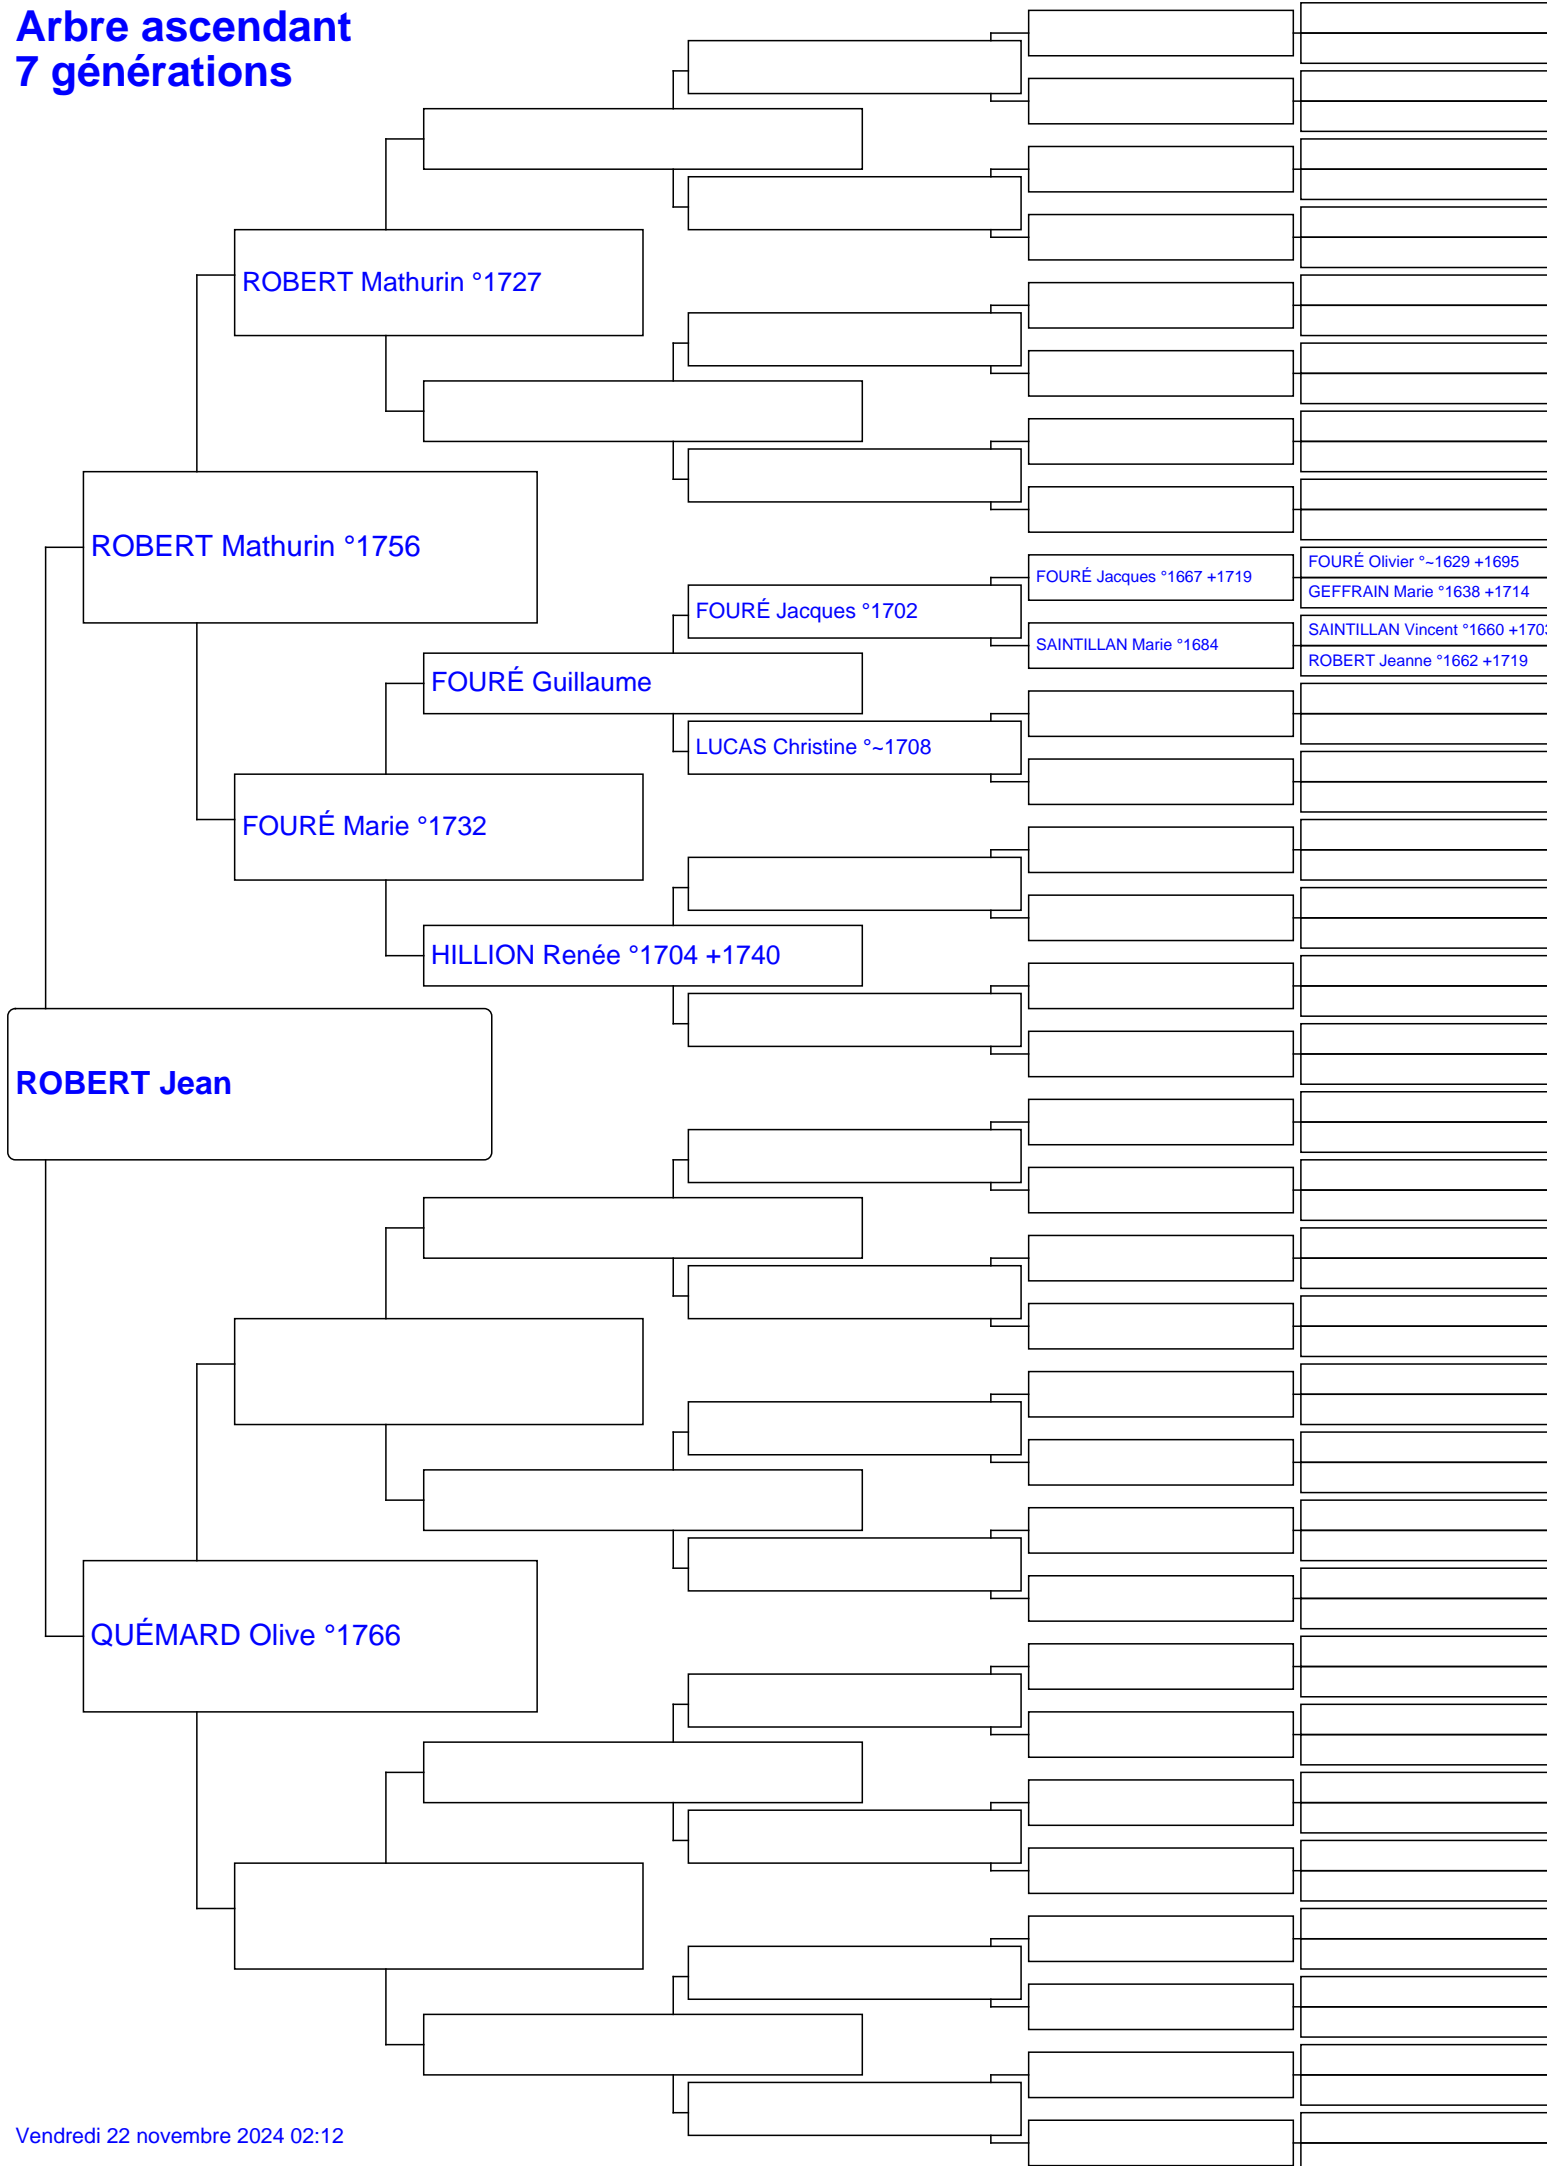 Arbre ascendant
7 générations
ROBERT Mathurin °1727
ROBERT Mathurin °1756
FOURÉ Jacques °1667 +1719
FOURÉ Olivier °~1629 +1695
GEFFRAIN Marie °1638 +1714
FOURÉ Jacques °1702
SAINTILLAN Marie °1684
SAINTILLAN Vincent °1660 +1703
ROBERT Jeanne °1662 +1719
FOURÉ Guillaume
LUCAS Christine °~1708
FOURÉ Marie °1732
HILLION Renée °1704 +1740
ROBERT Jean
QUÉMARD Olive °1766
Vendredi 22 novembre 2024 02:12